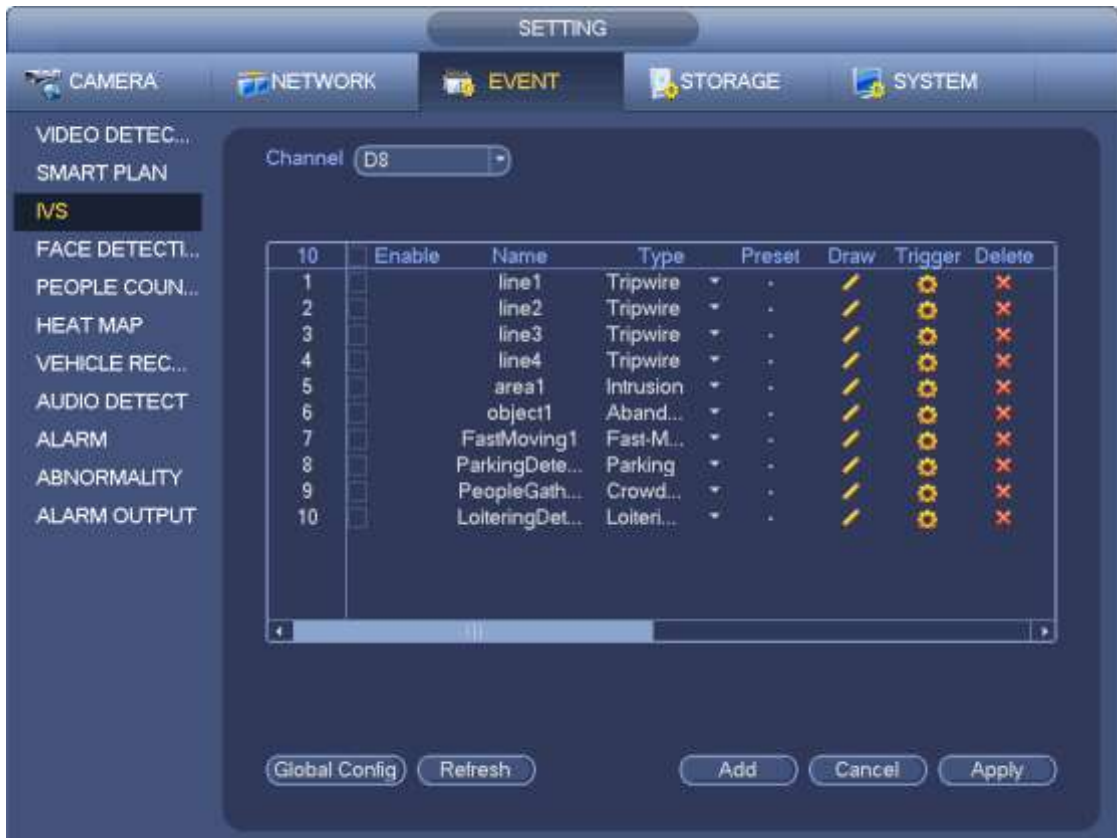 SETTING
CAMERA NETWORK EVENT STORAGE SYSTEM
VIDEO DETEC...
SMART PLAN
IVS
FACE DETECTI...
PEOPLE COUN...
HEAT MAP
VEHICLE REC...
AUDIO DETECT
ALARM
ABNORMALITY
ALARM OUTPUT
Channel D8
10 Enable Name Type Preset Draw Trigger Delete
1 line1 Tripwire -
2 line2 Tripwire -
3 line3 Tripwire -
4 line4 Tripwire -
5 area1 Intrusion -
6 object1 Aband... -
7 FastMoving1 Fast-M... -
8 ParkingDete... Parking -
9 PeopleGath... Crowd... -
10 LoiteringDet... Loiteri... -
Global Config Refresh Add Cancel Apply